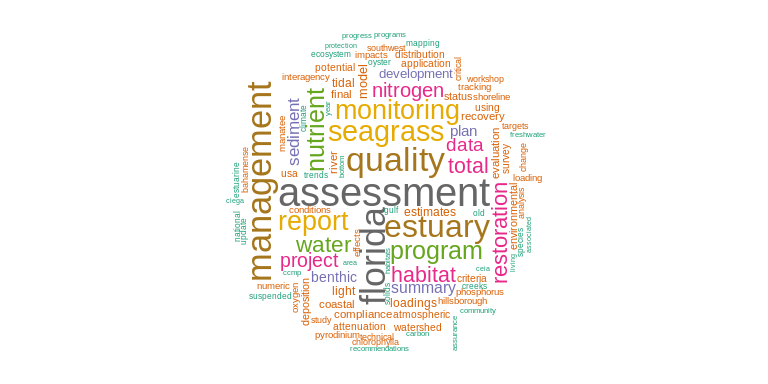 progress programs
protection southwest mapping
ecosystem impacts distribution
potential oyster application critical
interagency model development workshop
tidal tracking
final nitrogen status shoreline
management nutrient sediment climate year monitoring using
manatee seagrass plan recovery targets
freshwater
river quality data evaluation survey change
bahamense usa trends bottom total loading
estuarine assessment
ciega conditions gulf estimates old restoration environmental analysis
national update report florida estuary species associated
water effects program
project area habitats living
ccmp benthic habitat ceia criteria
numeric light solids summary creeks phosphorus
suspended oxygen deposition coastal loadings hillsborough
study compliance atmospheric community
attenuation watershed
pyrodinium technical carbon assurance
chlorophylla
recommendations